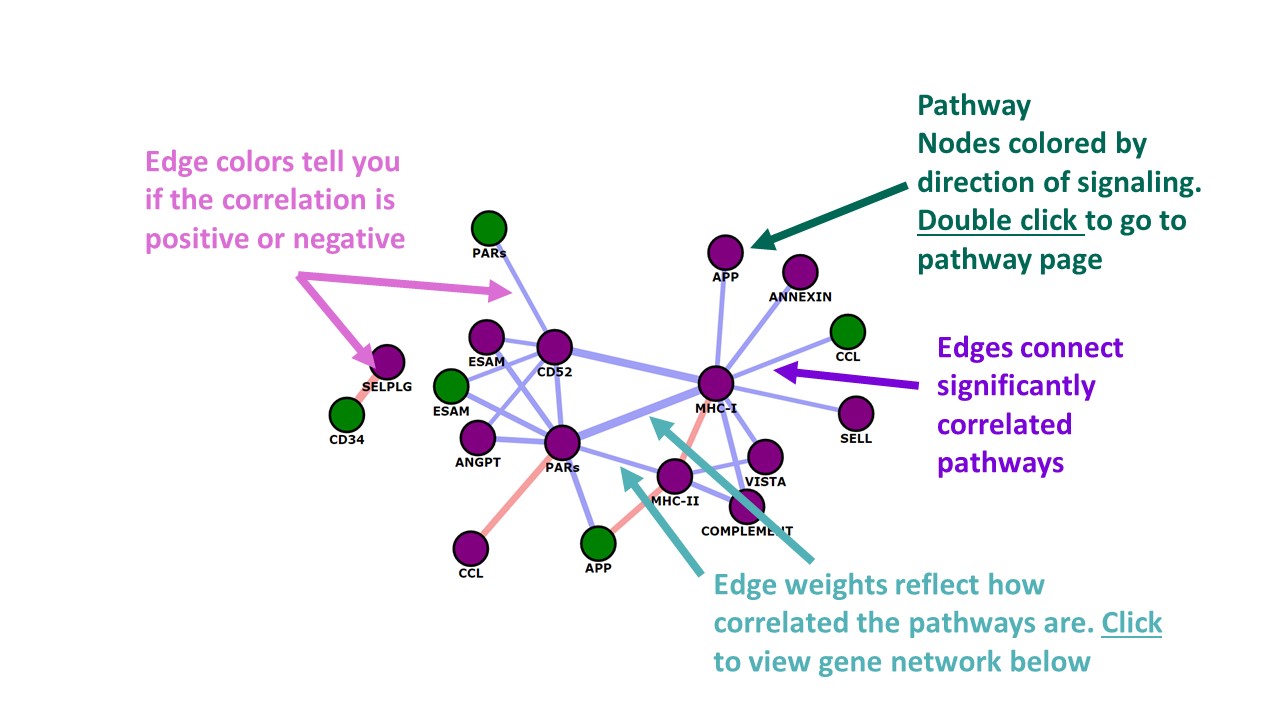 Pathway
Nodes colored by
direction of signaling.
Double click to go to
pathway page
Edge colors tell you
if the correlation is
positive or negative
PARs
APP
ANNEXIN
CCL
ESAM
CD52
SELPLG
ESAM
MHC-I
CD34
SELL
ANGPT
PARs
VISTA
MHC-II
COMPLEMENT
CCL
APP
Edges connect
significantly
correlated
pathways
Edge weights reflect how
correlated the pathways are. Click
to view gene network below